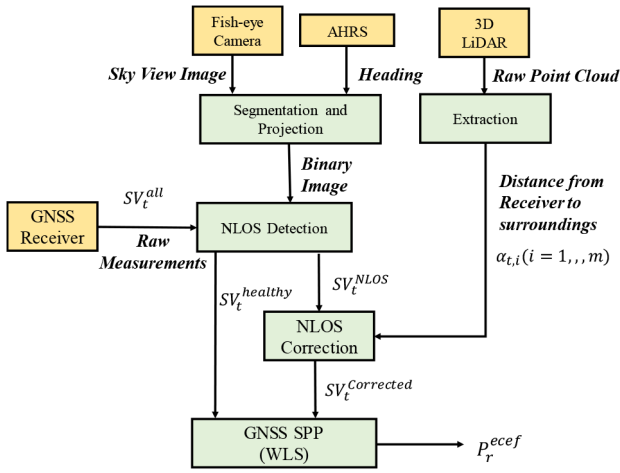 Fish-eye
Camera
AHRS
3D
LiDAR
Sky View Image
Heading
Raw Point Cloud
Segmentation and
Projection
Extraction
Binary
Image
Distance from
Receiver to
surroundings
α_{t,i}(i = 1,,,m)
SV_t^{all}
GNSS
Receiver
NLOS Detection
Raw
Measurements
SV_t^{healthy}
SV_t^{NLOS}
NLOS
Correction
SV_t^{Corrected}
GNSS SPP
(WLS)
P_r^{ecef}